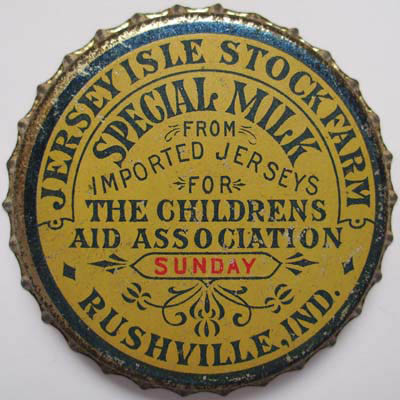 JERSEY ISLE STOCK FARM
SPECIAL MILK
FROM
IMPORTED JERSEYS
FOR
THE CHILDRENS
AID ASSOCIATION
SUNDAY
RUSHVILLE, IND.